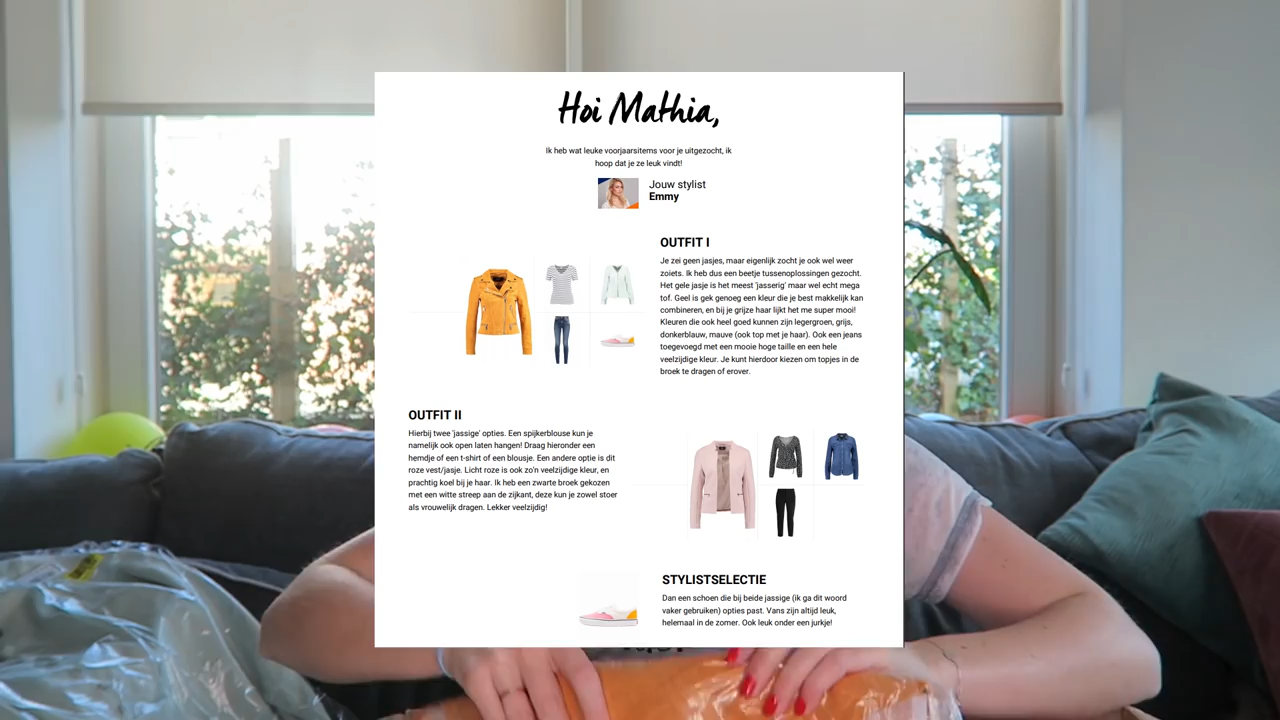 Hoi Mathia,
Ik heb wat leuke voorjaarsitems voor je uitgezocht, ik
hoop dat je ze leuk vindt!
Jouw stylist
Emmy
OUTFIT I
Je zei geen jasjes, maar eigenlijk zocht je ook wel weer
zoiets. Ik heb dus een beetje tussenoplossingen gezocht.
Het gele jasje is het meest 'jasserig' maar wel echt mega
tof. Geel is gek genoeg een kleur die je best makkelijk kan
combineren, en bij je grijze haar lijkt het me super mooi!
Kleuren die ook heel goed kunnen zijn legergroen, grijs,
donkerblauw, mauve (ook top met je haar). Ook een jeans
toegevoegd met een mooie hoge taille en een hele
veelzijdige kleur. Je kunt hierdoor kiezen om topjes in de
broek te dragen of erover.
OUTFIT II
Hierbij twee 'jassige' opties. Een spijkerblouse kun je
namelijk ook open laten hangen! Draag hieronder een
hemdje of een t-shirt of een blousje. Een andere optie is dit
roze vest/jasje. Licht roze is ook zo'n veelzijdige kleur, en
prachtig koel bij je haar. Ik heb een zwarte broek gekozen
met een witte streep aan de zijkant, deze kun je zowel stoer
als vrouwelijk dragen. Lekker veelzijdig!
STYLISTSELECTIE
Dan een schoen die bij beide jassige (ik ga dit woord
vaker gebruiken) opties past. Vans zijn altijd leuk,
helemaal in de zomer. Ook leuk onder een jurkje!